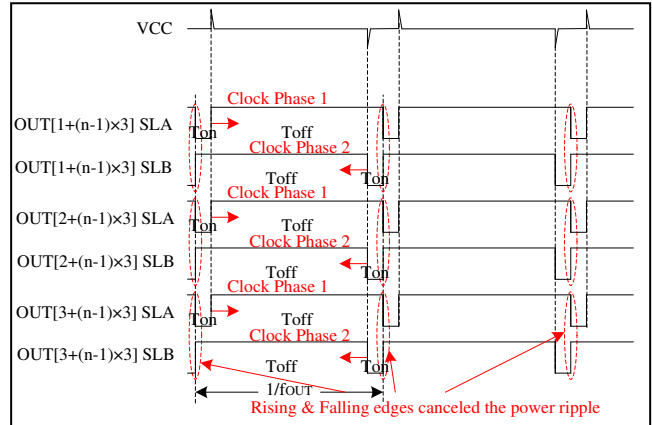 VCC
Clock Phase 1
OUT[1+(n-1)×3] SLA
Ton
Toff
Clock Phase 2
OUT[1+(n-1)×3] SLB
Toff
Ton
Clock Phase 1
OUT[2+(n-1)×3] SLA
Ton
Toff
Clock Phase 2
OUT[2+(n-1)×3] SLB
Toff
Ton
Clock Phase 1
OUT[3+(n-1)×3] SLA
Ton
Toff
Clock Phase 2
OUT[3+(n-1)×3] SLB
Toff
Ton
1/fOUT
Rising & Falling edges canceled the power ripple